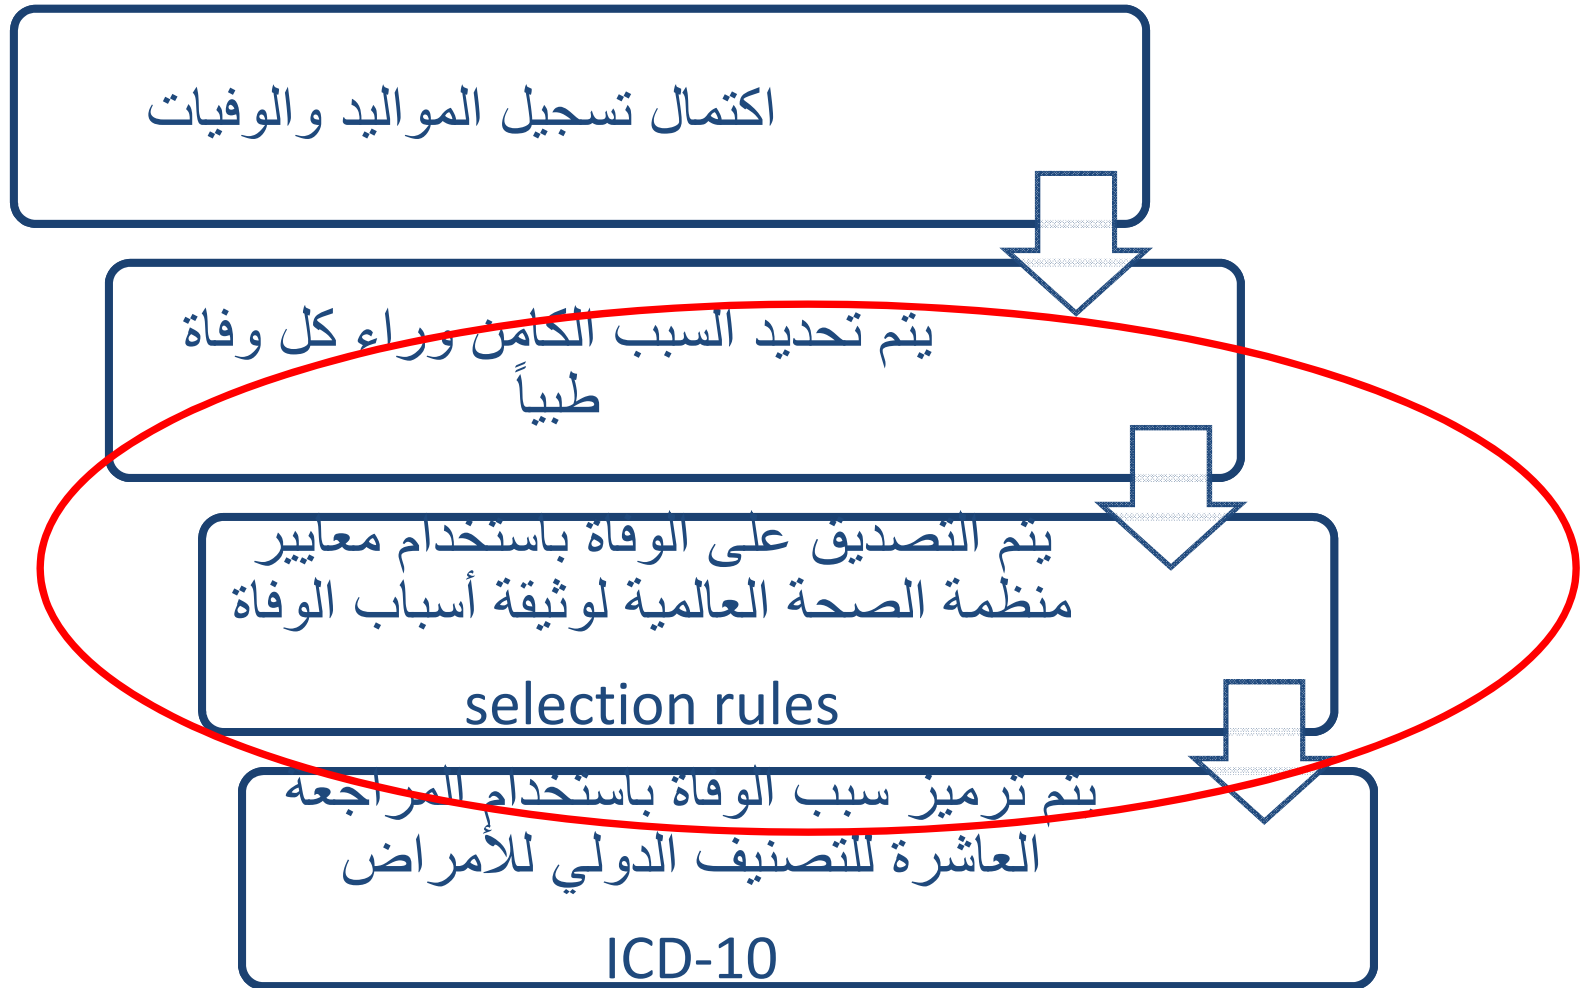 اكتمال تسجيل المواليد والوفيات
يتم تحديد السبب الكامن وراء كل وفاة
طبياً
يتم التصديق على الوفاة باستخدام معايير
منظمة الصحة العالمية لوثيقة أسباب الوفاة
selection rules
يتم ترميز سبب الوفاة باستخدام المراجعه
العاشرة للتصنيف الدولي للأمراض
ICD-10